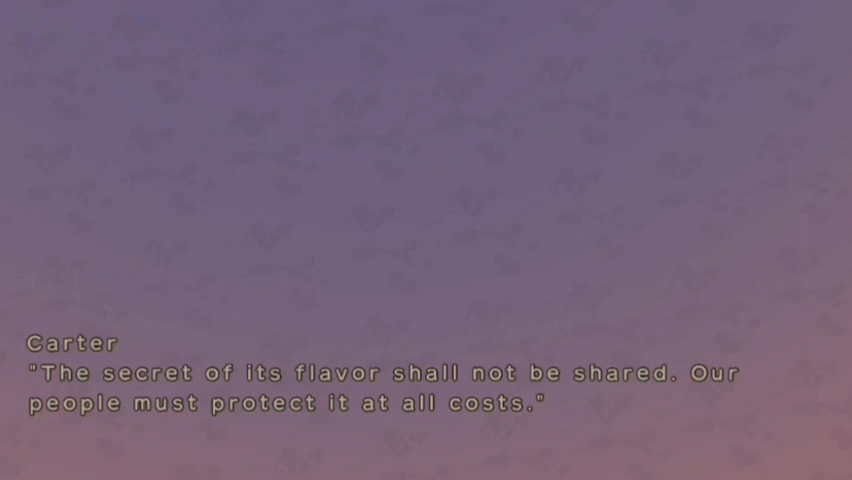 Carter
"The secret of its flavor shall not be shared. Our
people must protect it at all costs."